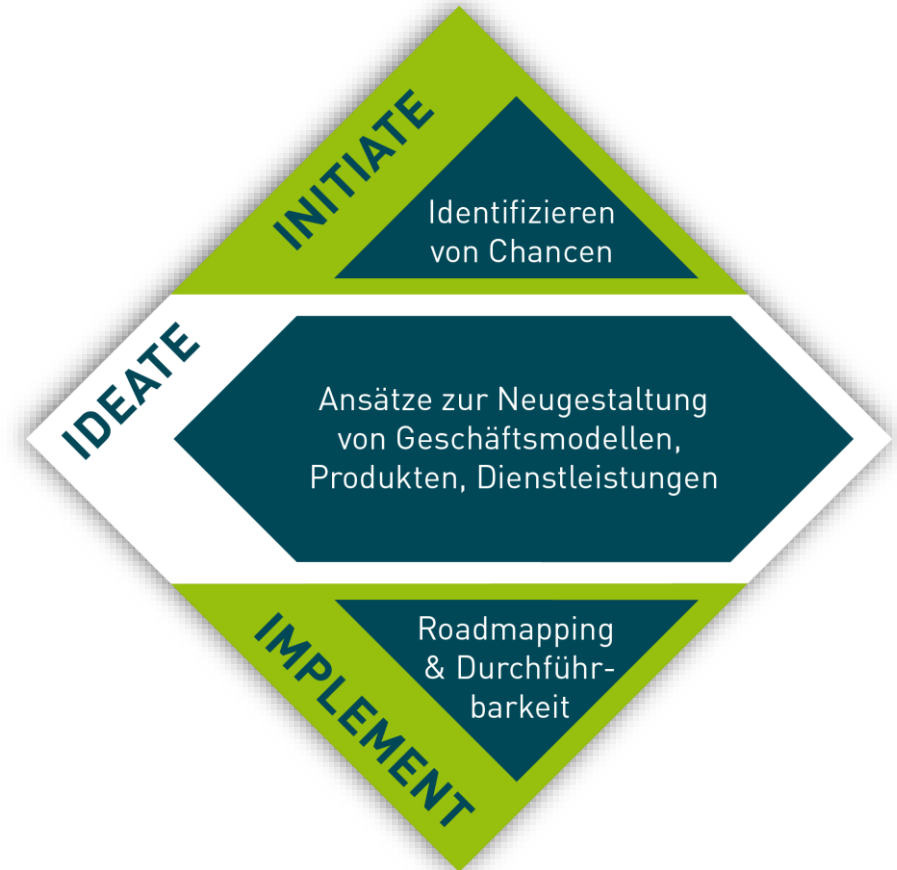 INITIATE
Identifizieren
von Chancen
IDEATE
Ansätze zur Neugestaltung
von Geschäftsmodellen,
Produkten, Dienstleistungen
IMPLEMENT
Roadmapping
& Durchführ-
barkeit